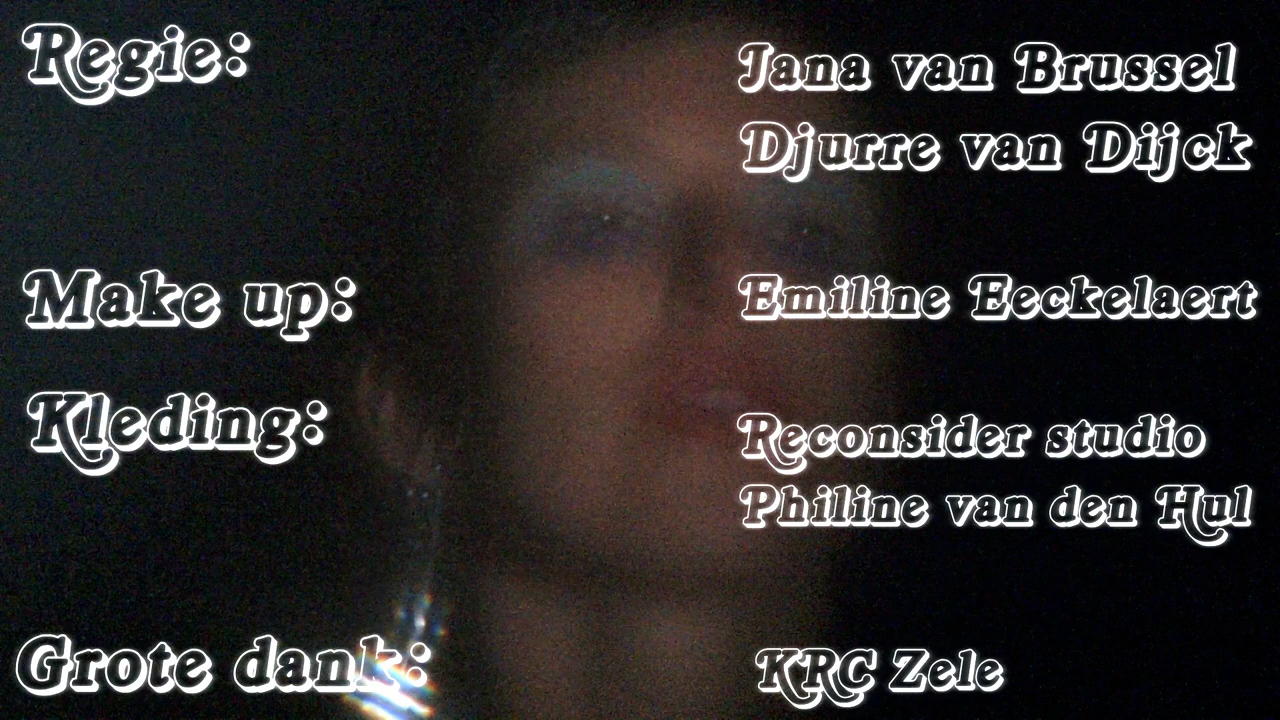 Regie: Jana van Brussel
Djurre van Dijck
Make up: Emiline Eeckelaert
Kleding: Reconsider studio
Philine van den Hul
Grote dank: KRC Zele